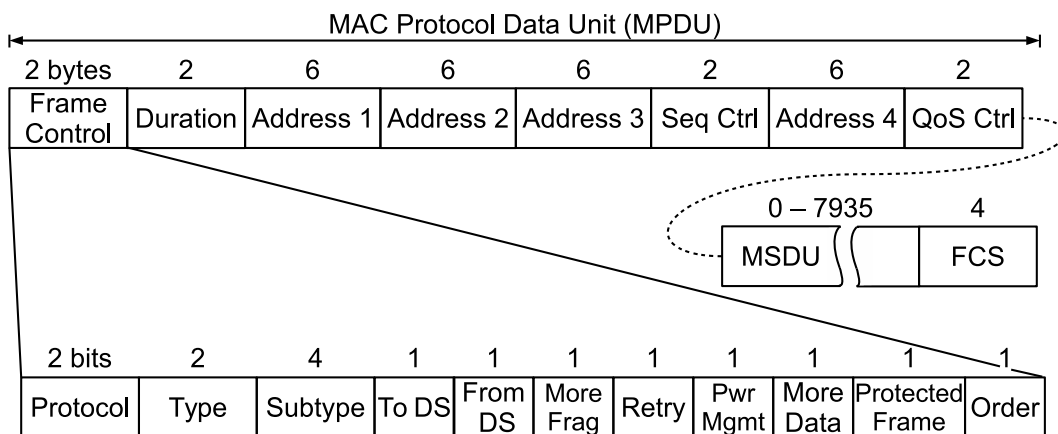 MAC Protocol Data Unit (MPDU)
2 bytes 2 6 6 6 2 6 2
Frame Control Duration Address 1 Address 2 Address 3 Seq Ctrl Address 4 QoS Ctrl
0 – 7935 4
MSDU FCS
2 bits 2 4 1 1 1 1 1 1 1 1
Protocol Type Subtype To DS From DS More Frag Retry Pwr Mgmt More Data Protected Frame Order